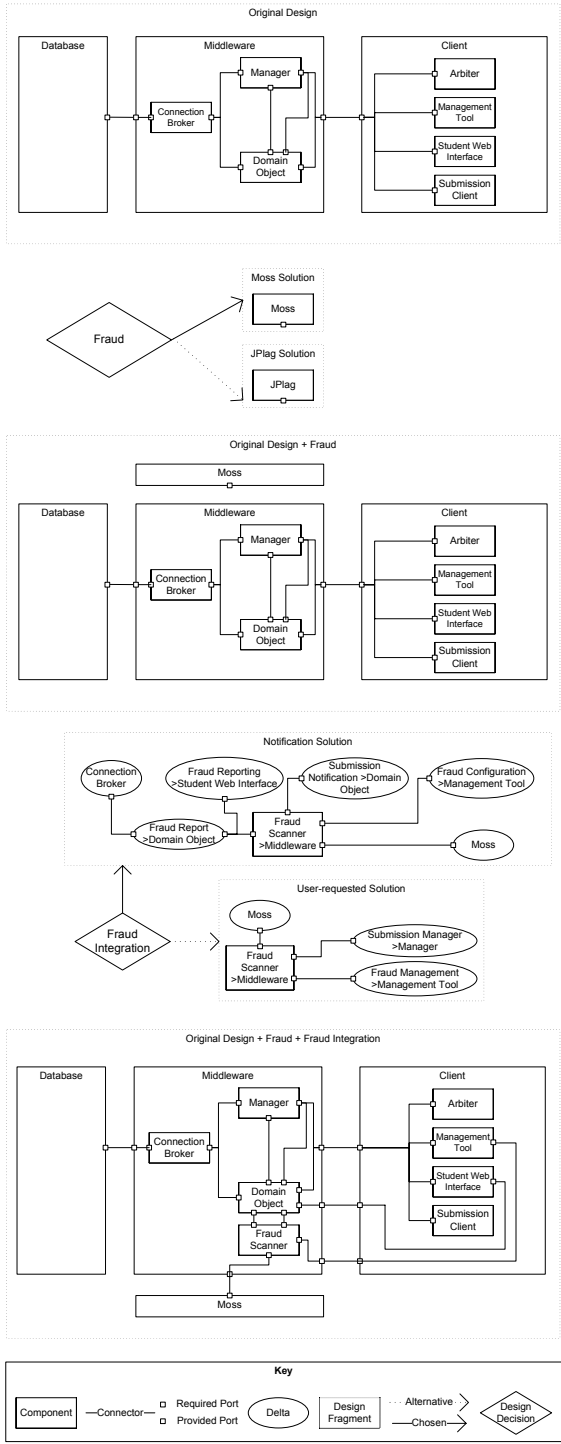 Original Design
Database
Middleware
Client
Manager
Connection
Broker
Domain
Object
Arbiter
Management
Tool
Student Web
Interface
Submission
Client
Fraud
Moss Solution
Moss
JPlag Solution
JPlag
Original Design + Fraud
Moss
Database
Middleware
Client
Manager
Connection
Broker
Domain
Object
Arbiter
Management
Tool
Student Web
Interface
Submission
Client
Notification Solution
Connection
Broker
Fraud Reporting
>Student Web Interface
Submission
Notification >Domain
Object
Fraud Configuration
>Management Tool
Fraud Report
>Domain Object
Fraud
Scanner
>Middleware
Moss
Fraud
Integration
User-requested Solution
Moss
Fraud
Scanner
>Middleware
Submission Manager
>Manager
Fraud Management
>Management Tool
Original Design + Fraud + Fraud Integration
Database
Middleware
Client
Manager
Connection
Broker
Domain
Object
Fraud
Scanner
Arbiter
Management
Tool
Student Web
Interface
Submission
Client
Moss
Key
Component
Connector
Required Port
Provided Port
Delta
Design
Fragment
Alternative
Chosen
Design
Decision